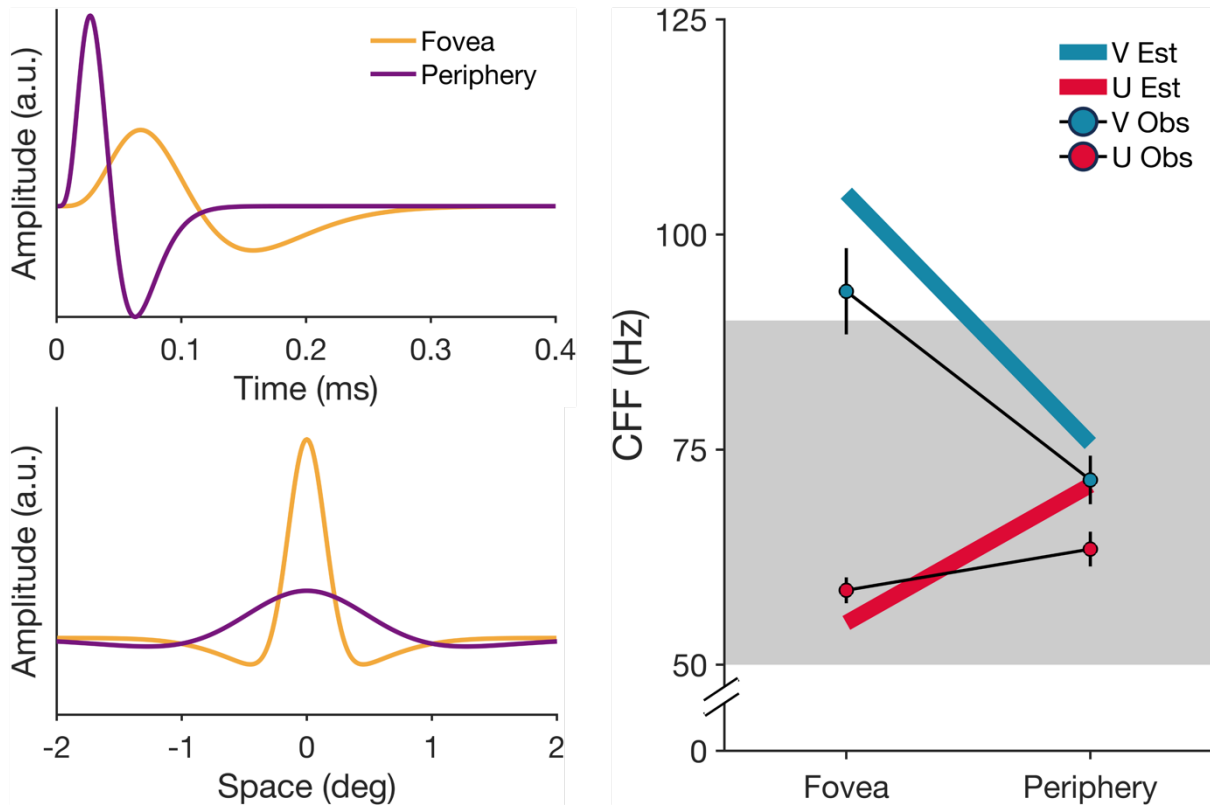 Amplitude (a.u.)
Fovea
Periphery
0 0.1 0.2 0.3 0.4
Time (ms)
Amplitude (a.u.)
-2 -1 0 1 2
Space (deg)
CFF (Hz)
125
100
75
50
0
V Est
U Est
V Obs
U Obs
Fovea Periphery